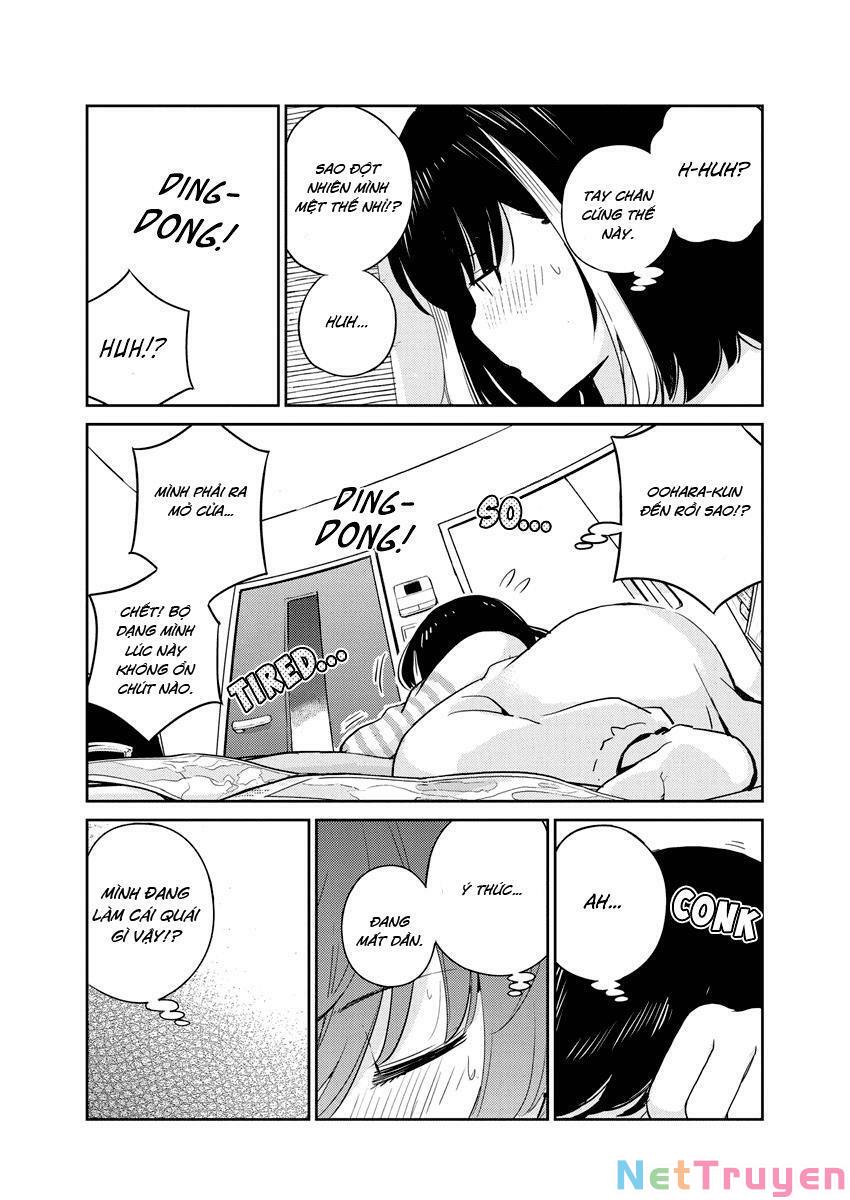 H-HUH?
TAY CHÂN
CỨNG THẾ
NÀY.
SAO ĐỘT
NHIÊN MÌNH
MỆT THẾ NHỈ!?
HUH...
DING-
DONG!
HUH!?
OOHARA-KUN
ĐẾN RỒI SAO!?
SO...
DING-
DONG!
MÌNH PHẢI RA
MỞ CỬA...
CHẾT! BỘ
DẠNG MÌNH
LÚC NÀY
KHÔNG ỔN
CHÚT NÀO.
TIRED...
CONK
AH...
Ý THỨC...
ĐANG
MẤT DẦN.
MÌNH ĐANG
LÀM CÁI QUÁI
GÌ VẬY!?
NetTruyen